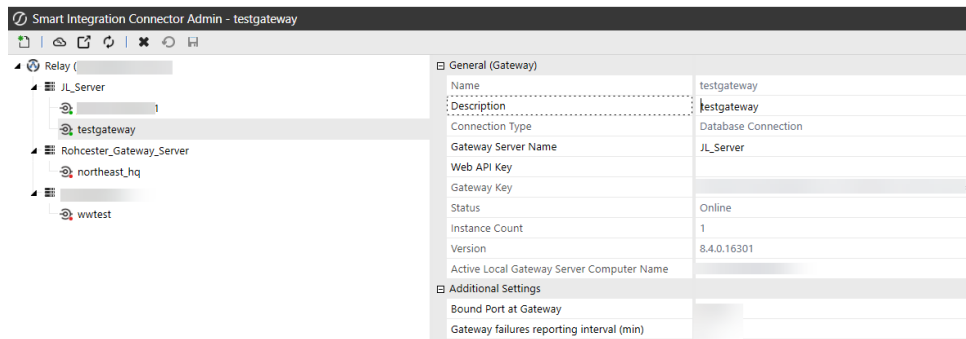 Smart Integration Connector Admin - testgateway
Relay (
General (Gateway)
JL_Server
Name testgateway
1
Description testgateway
testgateway
Connection Type Database Connection
Rohcester_Gateway_Server
Gateway Server Name JL_Server
northeast_hq
Web API Key
Gateway Key
wwtest
Status Online
Instance Count 1
Version 8.4.0.16301
Active Local Gateway Server Computer Name
Additional Settings
Bound Port at Gateway
Gateway failures reporting interval (min)